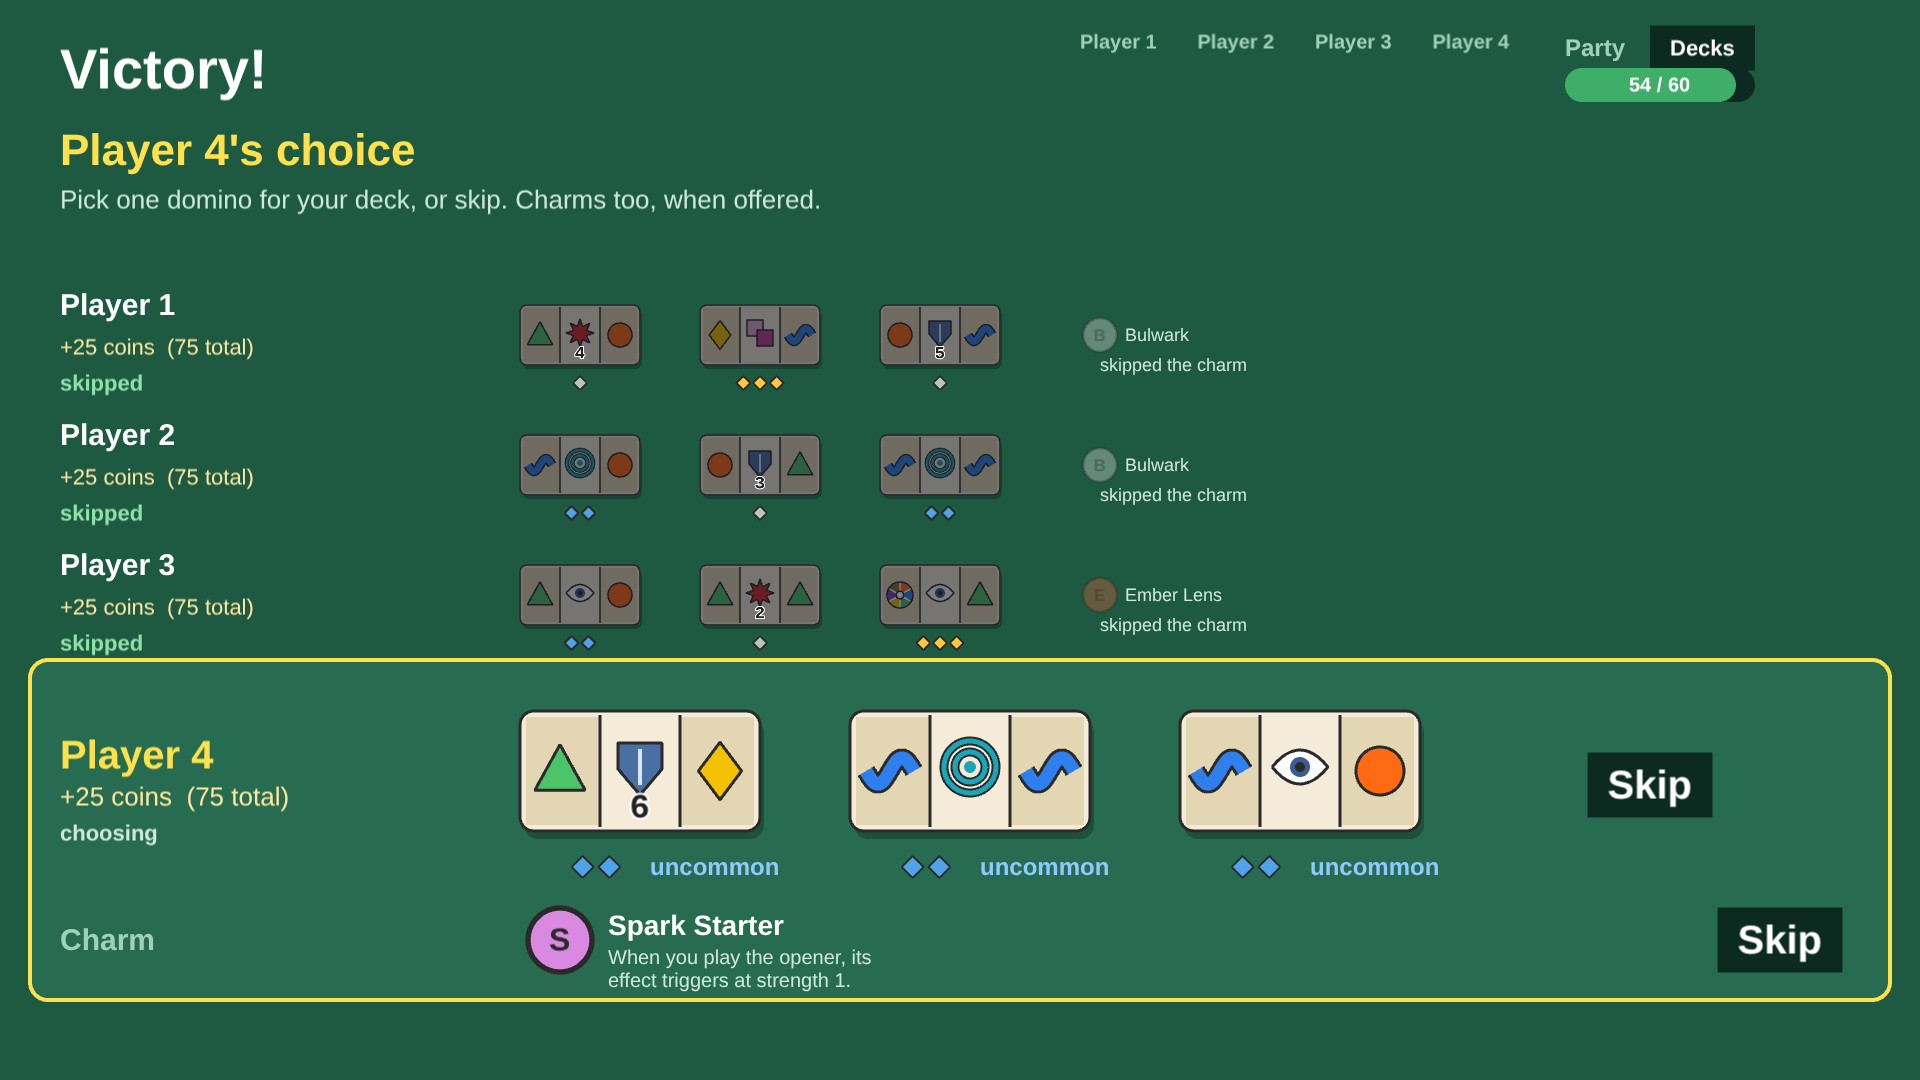 Victory!
Player 1 Player 2 Player 3 Player 4 Party Decks
54 / 60
Player 4's choice
Pick one domino for your deck, or skip. Charms too, when offered.
Player 1
+25 coins (75 total)
skipped
4
5
B Bulwark
skipped the charm
Player 2
+25 coins (75 total)
skipped
3
B Bulwark
skipped the charm
Player 3
+25 coins (75 total)
skipped
2
E Ember Lens
skipped the charm
Player 4
+25 coins (75 total)
choosing
6
uncommon
uncommon
uncommon
Skip
Charm
S
Spark Starter
When you play the opener, its
effect triggers at strength 1.
Skip